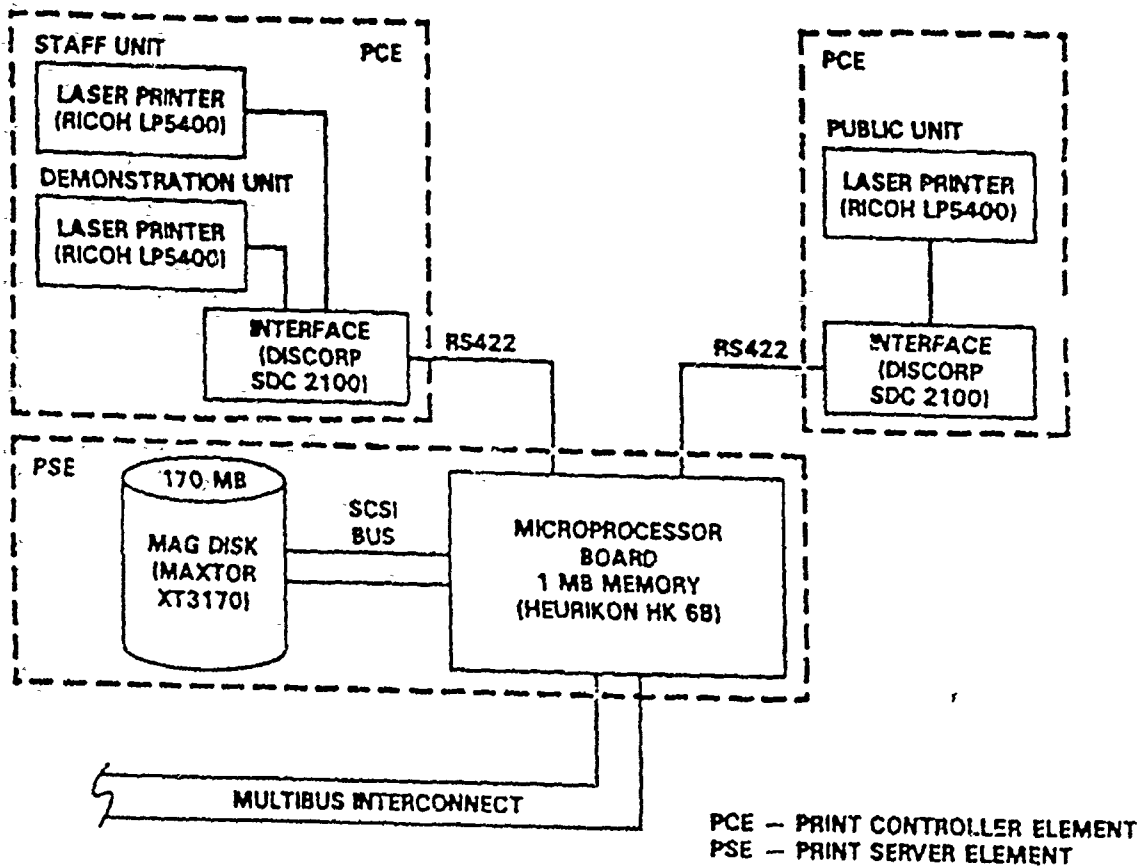 STAFF UNIT
PCE
LASER PRINTER
(RICOH LP5400)
DEMONSTRATION UNIT
LASER PRINTER
(RICOH LP5400)
INTERFACE
(DISCORP
SDC 2100)
RS422
PCE
PUBLIC UNIT
LASER PRINTER
(RICOH LP5400)
INTERFACE
(DISCORP
SDC 2100)
RS422
PSE
170 MB
MAG DISK
(MAXTOR
XT3170)
SCSI
BUS
MICROPROCESSOR
BOARD
1 MB MEMORY
(HEURIKON HK 68)
MULTIBUS INTERCONNECT
PCE – PRINT CONTROLLER ELEMENT
PSE – PRINT SERVER ELEMENT